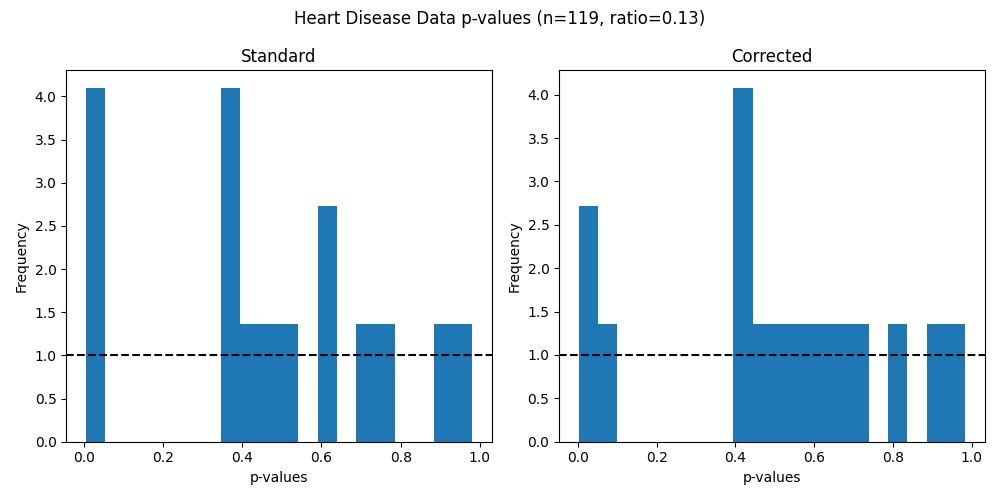 Heart Disease Data p-values (n=119, ratio=0.13)
Standard
Frequency
4.0
3.5
3.0
2.5
2.0
1.5
1.0
0.5
0.0
0.0 0.2 0.4 0.6 0.8 1.0
p-values
Corrected
Frequency
4.0
3.5
3.0
2.5
2.0
1.5
1.0
0.5
0.0
0.0 0.2 0.4 0.6 0.8 1.0
p-values